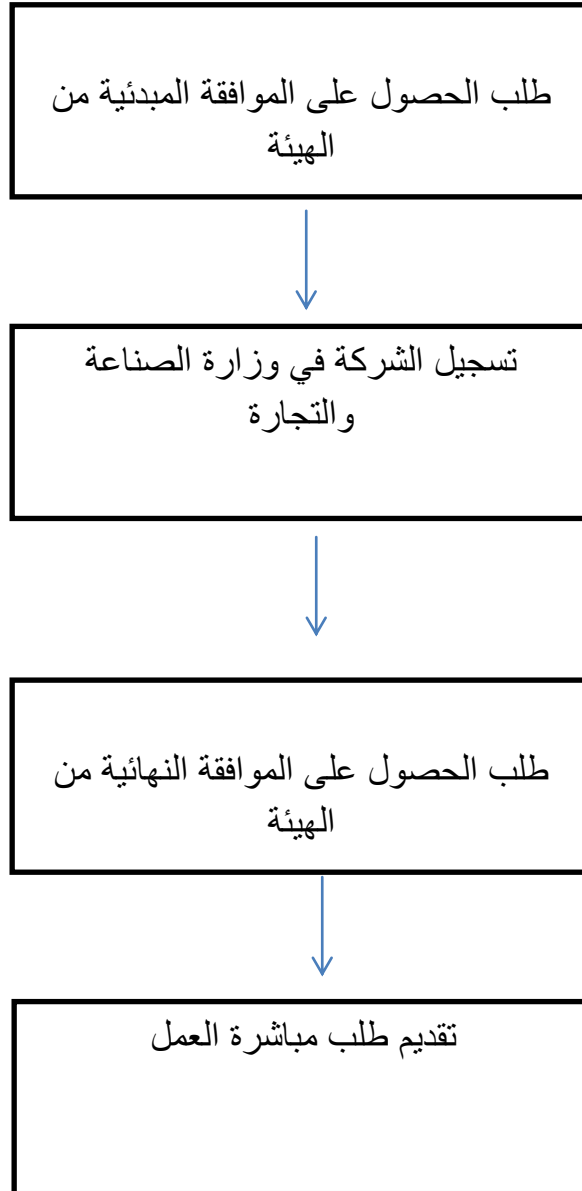 طلب الحصول على الموافقة المبدئية من
الهيئة
تسجيل الشركة في وزارة الصناعة
والتجارة
طلب الحصول على الموافقة النهائية من
الهيئة
تقديم طلب مباشرة العمل